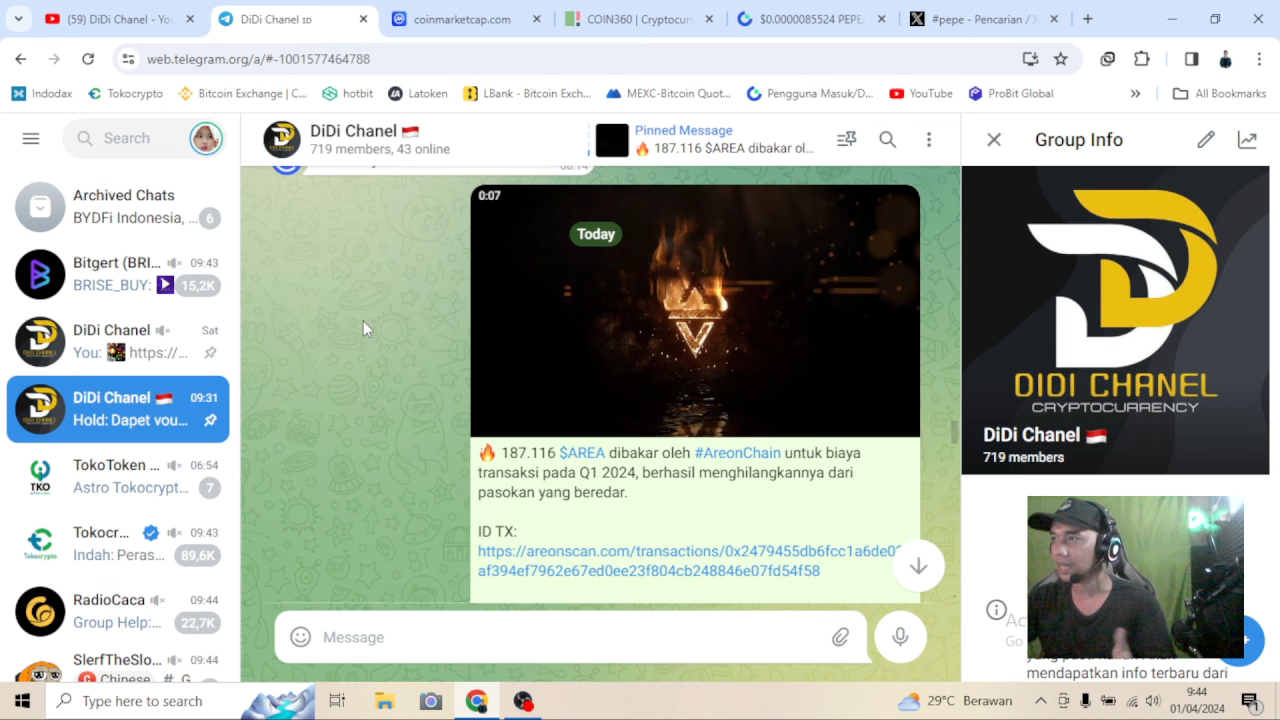 (59) DiDi Chanel - You
DiDi Chanel ID
coinmarketcap.com
COIN360 | Cryptocurr
$0.0000085524 PEPE
#pepe - Pencarian / X
web.telegram.org/a/#-1001577464788
Indodax
Tokocrypto
Bitcoin Exchange | C...
hotbit
Latoken
LBank - Bitcoin Exch...
MEXC-Bitcoin Quot...
Pengguna Masuk/D...
YouTube
ProBit Global
All Bookmarks
Search
DiDi Chanel 🇮🇩
719 members, 43 online
Pinned Message
🔥 187.116 $AREA dibakar ol...
Group Info
Archived Chats
BYDFi Indonesia, ... 6
Bitgert (BRI... 09:43
BRISE_BUY: 15,2K
DiDi Chanel Sat
You: https://...
DiDi Chanel 🇮🇩 09:31
Hold: Dapet vou...
TokoToken ... 06:54
Astro Tokocrypt... 7
Tokocr... 09:43
Indah: Peras... 89,6K
RadioCaca 09:44
Group Help:... 22,7K
SlerfTheSlo... 09:44
08:14
0:07
Today
🔥 187.116 $AREA dibakar oleh #AreonChain untuk biaya
transaksi pada Q1 2024, berhasil menghilangkannya dari
pasokan yang beredar.
ID TX:
https://areonscan.com/transactions/0x2479455db6fcc1a6de0
af394ef7962e67ed0ee23f804cb248846e07fd54f58
Message
DIDI CHANEL
CRYPTOCURRENCY
DiDi Chanel 🇮🇩
719 members
mendapatkan info terbaru dari
Type here to search
29°C Berawan
9:44
01/04/2024